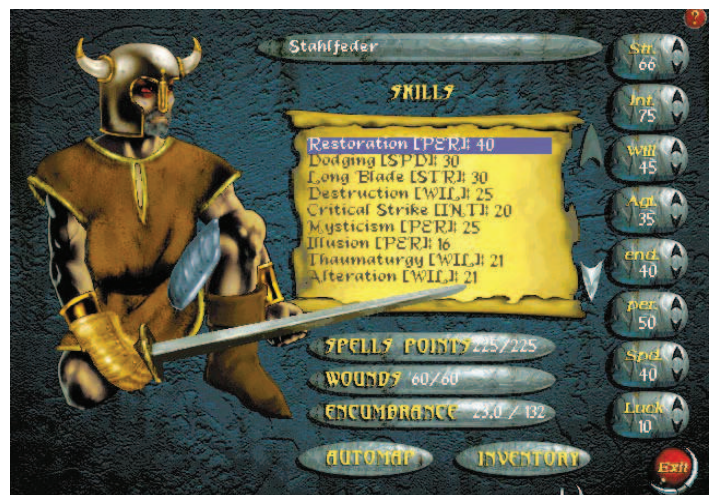 ?
Stahlfeder
Str.
66
SKILLS
Int.
75
Restoration [PER]: 40
Dodging [SPD]: 30
Long Blade [STR]: 30
Destruction [WIL]: 25
Critical Strike [INT]: 20
Mysticism [PER]: 25
Illusion [PER]: 16
Thaumaturgy [WIL]: 21
Alteration [WIL]: 21
Will
45
Agl.
35
end.
40
per.
50
SPELLS POINTS 225/225
WOUNDS 60/60
ENCUMBRANCE 23,0 / 132
Spd.
40
Luck
10
AUTOMAP
INVENTORY
Exit